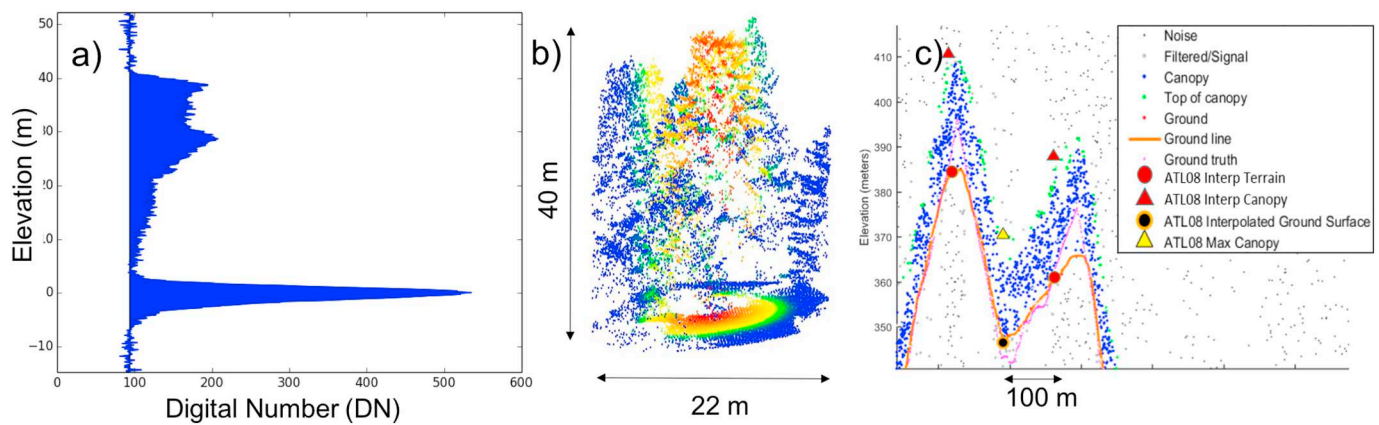 a)
Elevation (m)
50
40
30
20
10
0
−10
0
100
200
300
400
500
600
Digital Number (DN)
b)
40 m
22 m
c)
Elevation (meters)
410
400
390
380
370
360
350
100 m
Noise
Filtered/Signal
Canopy
Top of canopy
Ground
Ground line
Ground truth
ATL08 Interp Terrain
ATL08 Interp Canopy
ATL08 Interpolated Ground Surface
ATL08 Max Canopy